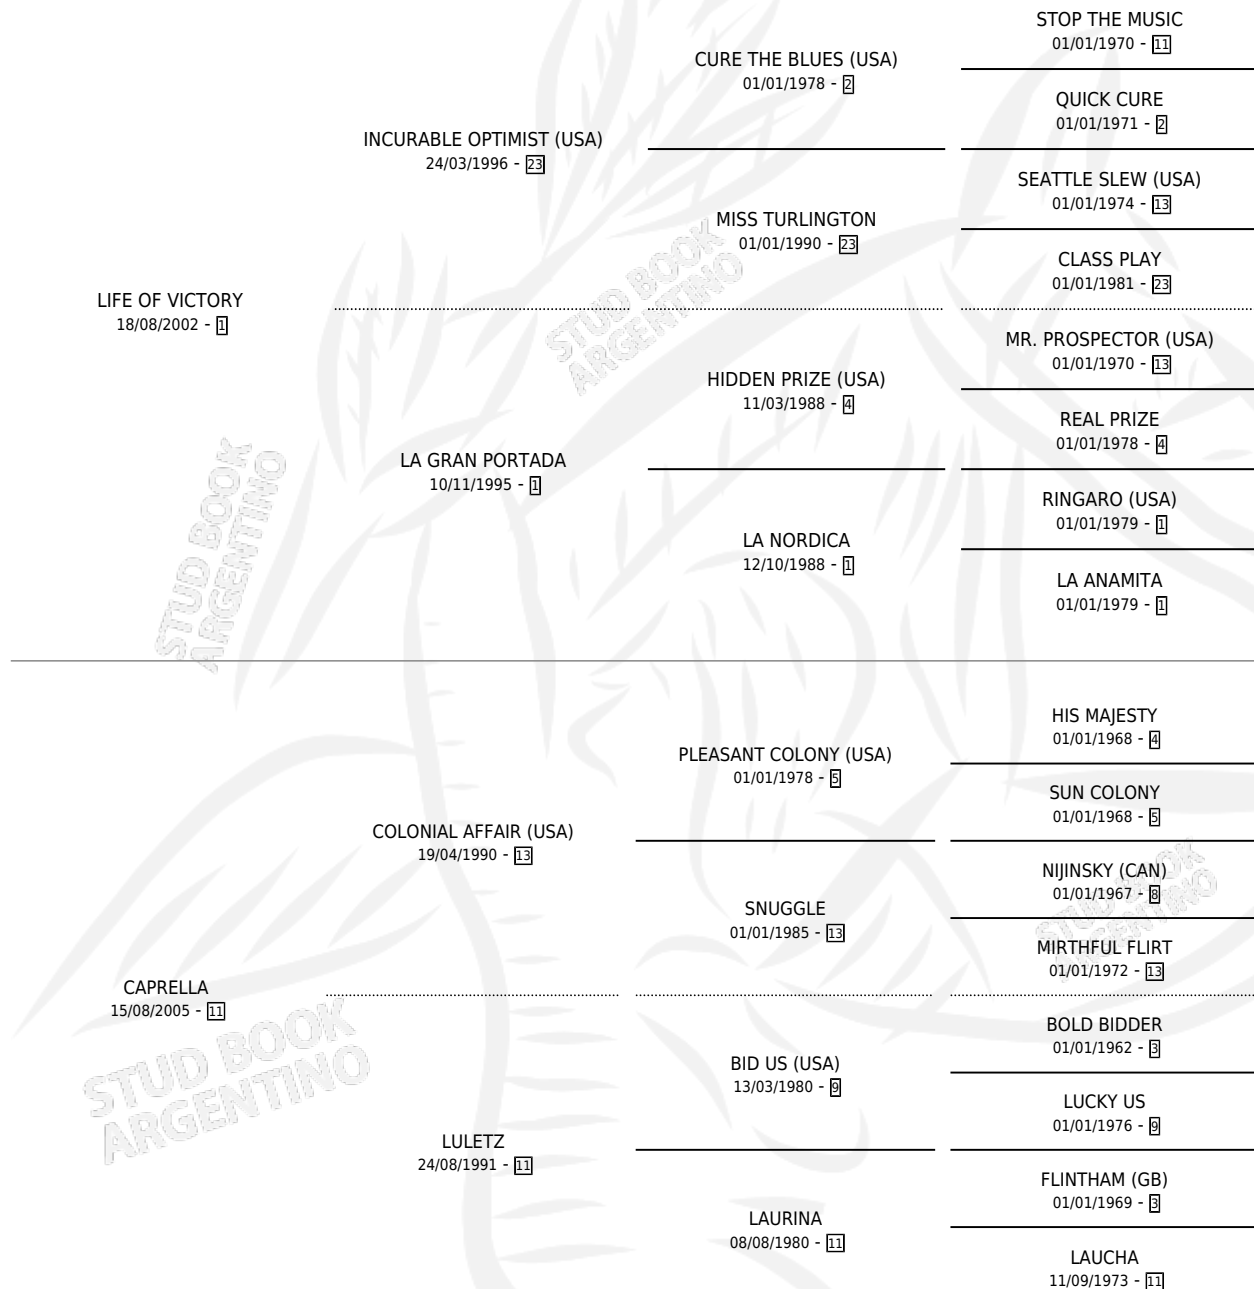 STOP THE MUSIC
01/01/1970 - 11
CURE THE BLUES (USA)
01/01/1978 - 2
QUICK CURE
01/01/1971 - 2
INCURABLE OPTIMIST (USA)
24/03/1996 - 23
SEATTLE SLEW (USA)
01/01/1974 - 13
MISS TURLINGTON
01/01/1990 - 23
CLASS PLAY
01/01/1981 - 23
LIFE OF VICTORY
18/08/2002 - 1
MR. PROSPECTOR (USA)
01/01/1970 - 13
HIDDEN PRIZE (USA)
11/03/1988 - 4
REAL PRIZE
01/01/1978 - 4
LA GRAN PORTADA
10/11/1995 - 1
RINGARO (USA)
01/01/1979 - 1
LA NORDICA
12/10/1988 - 1
LA ANAMITA
01/01/1979 - 1
HIS MAJESTY
01/01/1968 - 4
PLEASANT COLONY (USA)
01/01/1978 - 5
SUN COLONY
01/01/1968 - 5
COLONIAL AFFAIR (USA)
19/04/1990 - 13
NIJINSKY (CAN)
01/01/1967 - 8
SNUGGLE
01/01/1985 - 13
MIRTHFUL FLIRT
01/01/1972 - 13
CAPRELLA
15/08/2005 - 11
BOLD BIDDER
01/01/1962 - 3
BID US (USA)
13/03/1980 - 9
LUCKY US
01/01/1976 - 9
LULETZ
24/08/1991 - 11
FLINTHAM (GB)
01/01/1969 - 3
LAURINA
08/08/1980 - 11
LAUCHA
11/09/1973 - 11
STUD BOOK
ARGENTINO
STUD BOOK
ARGENTINO
STUD BOOK
ARGENTINO
STUD BOOK
ARGENTINO